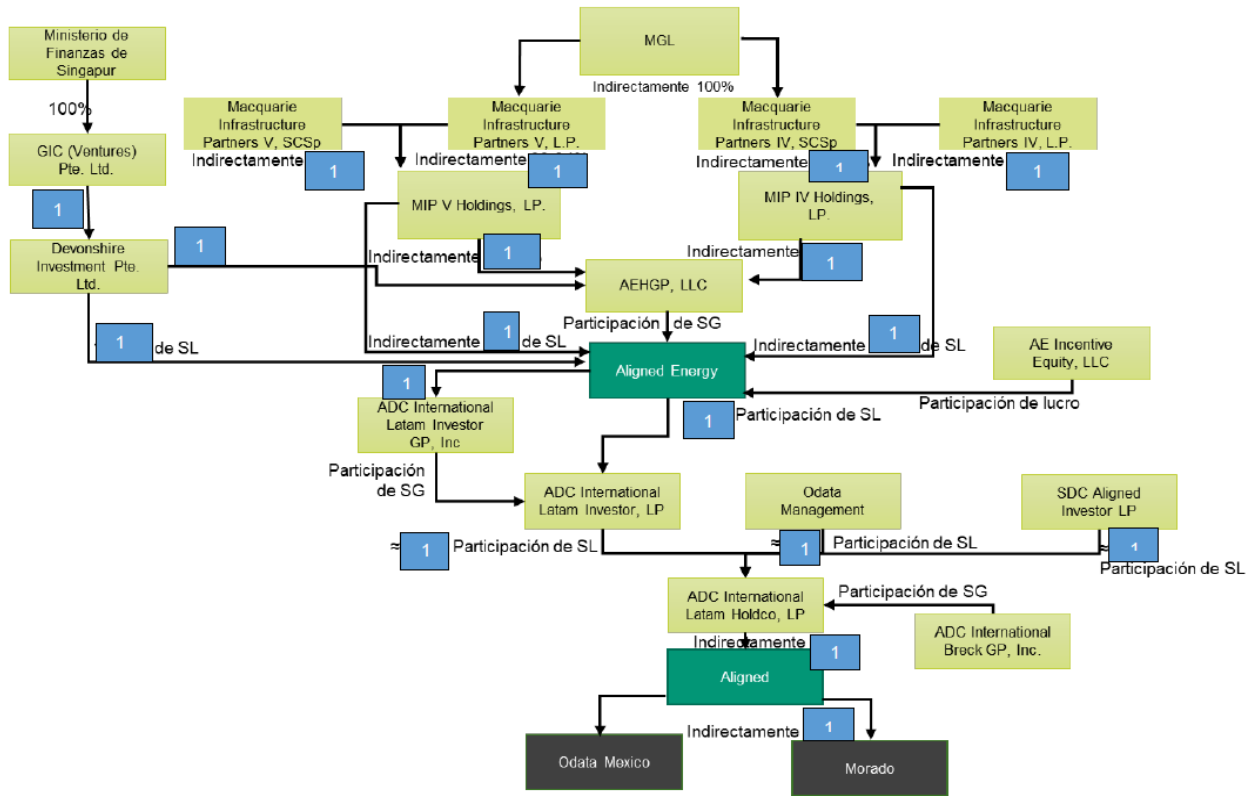 Ministerio de
Finanzas de
Singapur
MGL
100%
Indirectamente 100%
Macquarie
Infrastructure
Partners V, SCSp
Macquarie
Infrastructure
Partners V, L.P.
Macquarie
Infrastructure
Partners IV, SCSp
Macquarie
Infrastructure
Partners IV, L.P.
GIC (Ventures)
Pte. Ltd.
Indirectamente
1
Indirectamente
1
Indirectamente
1
Indirectamente
1
1
MIP V Holdings, LP.
MIP IV Holdings,
LP.
Devonshire
Investment Pte.
Ltd.
1
Indirectamente
1
Indirectamente
1
AEHGP, LLC
Participación de SG
1
de SL
Indirectamente
1
de SL
Indirectamente
1
de SL
AE Incentive
Equity, LLC
Aligned Energy
1
Participación de lucro
ADC International
Latam Investor
GP, Inc
1
Participación de SL
Participación
de SG
ADC International
Latam Investor, LP
Odata
Management
SDC Aligned
Investor LP
≈
1
Participación de SL
≈
1
Participación de SL
≈
1
Participación de SL
ADC International
Latam Holdco, LP
Participación de SG
ADC International
Breck GP, Inc.
Indirectamente
1
Aligned
Indirectamente
1
Odata Mexico
Morado